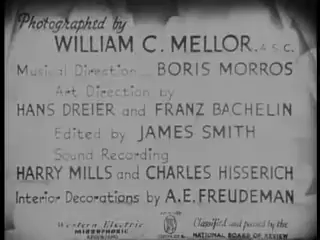 Photographed by
WILLIAM C. MELLOR. A.S.C.
Musical Direction... BORIS MORROS
Art Direction by
HANS DREIER and FRANZ BACHELIN
Edited by JAMES SMITH
Sound Recording
HARRY MILLS and CHARLES HISSERICH
Interior Decorations by A.E. FREUDEMAN
Western Electric
MIRROPHONIC
RECORDING
Classified and passed by the
NATIONAL BOARD OF REVIEW